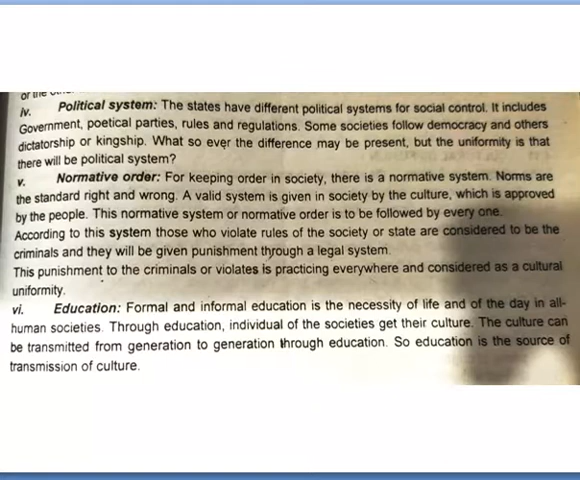 or the
iv. Political system: The states have different political systems for social control. It includes
Government, poetical parties, rules and regulations. Some societies follow democracy and others
dictatorship or kingship. What so ever the difference may be present, but the uniformity is that
there will be political system?
v. Normative order: For keeping order in society, there is a normative system. Norms are
the standard right and wrong. A valid system is given in society by the culture, which is approved
by the people. This normative system or normative order is to be followed by every one.
According to this system those who violate rules of the society or state are considered to be the
criminals and they will be given punishment through a legal system.
This punishment to the criminals or violates is practicing everywhere and considered as a cultural
uniformity.
vi. Education: Formal and informal education is the necessity of life and of the day in all-
human societies. Through education, individual of the societies get their culture. The culture can
be transmitted from generation to generation through education. So education is the source of
transmission of culture.